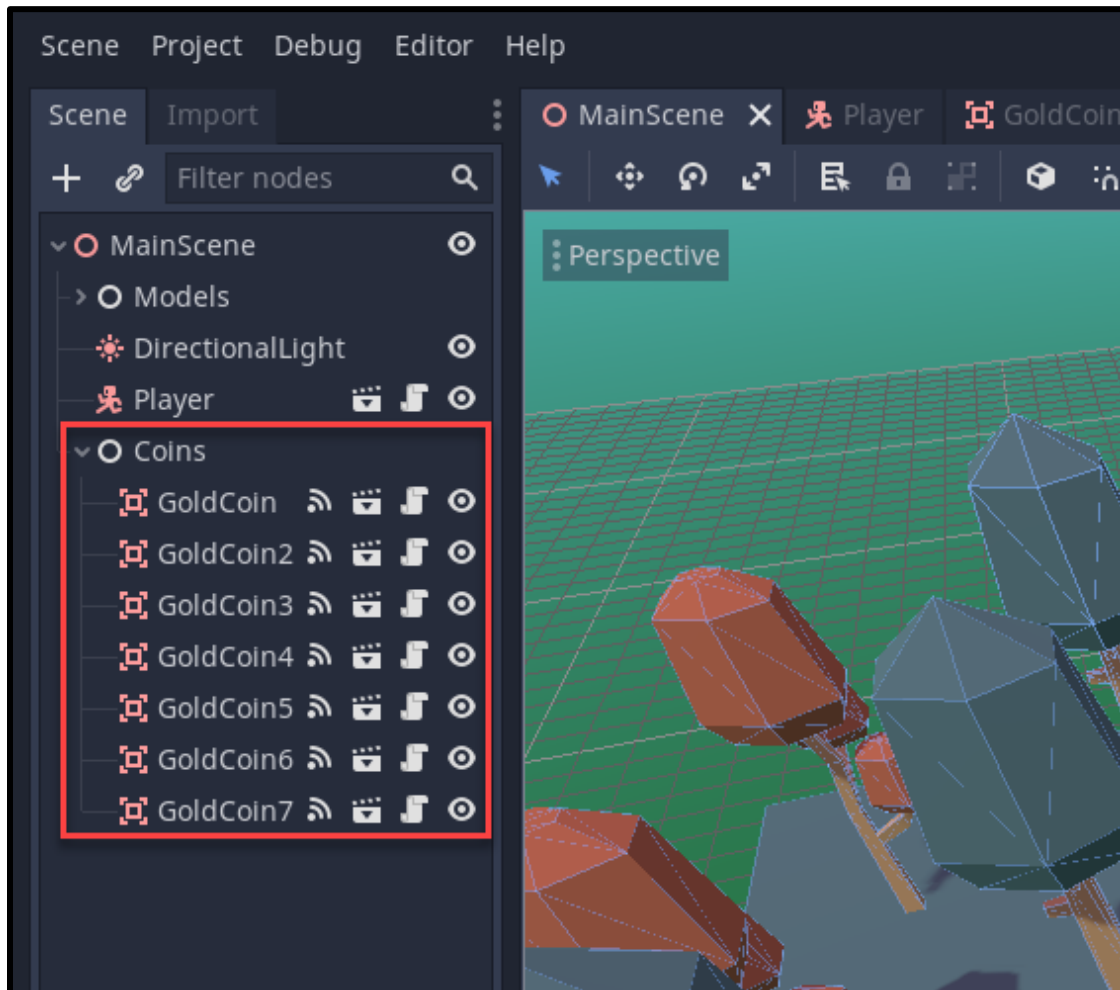 Scene Project Debug Editor Help
Scene Import
MainScene Player GoldCoin
Filter nodes
MainScene
Models
DirectionalLight
Player
Coins
GoldCoin
GoldCoin2
GoldCoin3
GoldCoin4
GoldCoin5
GoldCoin6
GoldCoin7
Perspective